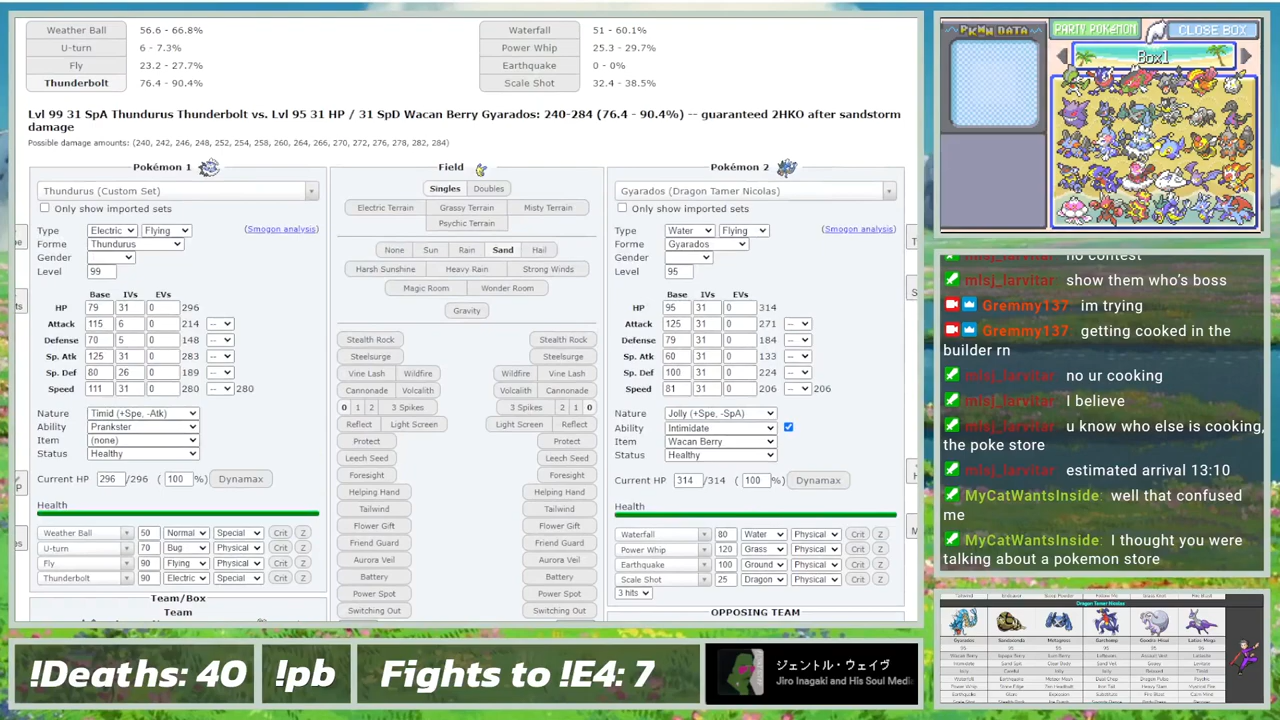 Weather Ball 56.6 - 66.8%
U-turn 6 - 7.3%
Fly 23.2 - 27.7%
Thunderbolt 76.4 - 90.4%
Waterfall 51 - 60.1%
Power Whip 25.3 - 29.7%
Earthquake 0 - 0%
Scale Shot 32.4 - 38.5%
Lvl 99 31 SpA Thundurus Thunderbolt vs. Lvl 95 31 HP / 31 SpD Wacan Berry Gyarados: 240-284 (76.4 - 90.4%) -- guaranteed 2HKO after sandstorm
damage
Possible damage amounts: (240, 242, 246, 248, 252, 254, 258, 260, 264, 266, 270, 272, 276, 278, 282, 284)
Pokémon 1
Thundurus (Custom Set)
Only show imported sets
Type Electric Flying (Smogon analysis)
Forme Thundurus
Gender
Level 99
Base IVs EVs
HP 79 31 0 296
Attack 115 6 0 214 --
Defense 70 5 0 148 --
Sp. Atk 125 31 0 283 --
Sp. Def 80 26 0 189 --
Speed 111 31 0 280 -- 280
Nature Timid (+Spe, -Atk)
Ability Prankster
Item (none)
Status Healthy
Current HP 296 /296 ( 100 %) Dynamax
Health
Weather Ball 50 Normal Special Crit Z
U-turn 70 Bug Physical Crit Z
Fly 90 Flying Physical Crit Z
Thunderbolt 90 Electric Special Crit Z
Team/Box
Team
Field
Singles Doubles
Electric Terrain Grassy Terrain Misty Terrain
Psychic Terrain
None Sun Rain Sand Hail
Harsh Sunshine Heavy Rain Strong Winds
Magic Room Wonder Room
Gravity
Stealth Rock Stealth Rock
Steelsurge Steelsurge
Vine Lash Wildfire Wildfire Vine Lash
Cannonade Volcalith Volcalith Cannonade
0 1 2 3 Spikes 3 Spikes 2 1 0
Reflect Light Screen Light Screen Reflect
Protect Protect
Leech Seed Leech Seed
Foresight Foresight
Helping Hand Helping Hand
Tailwind Tailwind
Flower Gift Flower Gift
Friend Guard Friend Guard
Aurora Veil Aurora Veil
Battery Battery
Power Spot Power Spot
Switching Out Switching Out
Pokémon 2
Gyarados (Dragon Tamer Nicolas)
Only show imported sets
Type Water Flying (Smogon analysis)
Forme Gyarados
Gender
Level 95
Base IVs EVs
HP 95 31 0 314
Attack 125 31 0 271 --
Defense 79 31 0 184 --
Sp. Atk 60 31 0 133 --
Sp. Def 100 31 0 224 --
Speed 81 31 0 206 -- 206
Nature Jolly (+Spe, -SpA)
Ability Intimidate
Item Wacan Berry
Status Healthy
Current HP 314 /314 ( 100 %) Dynamax
Health
Waterfall 80 Water Physical Crit Z
Power Whip 120 Grass Physical Crit Z
Earthquake 100 Ground Physical Crit Z
Scale Shot 25 Dragon Physical Crit Z
3 hits
OPPOSING TEAM
PKMN DATA PARTY POKéMON CLOSE BOX
Box1
mlsj_larvitar no contest
mlsj_larvitar show them who's boss
Gremmy137 im trying
Gremmy137 getting cooked in the
builder rn
mlsj_larvitar no ur cooking
mlsj_larvitar I believe
mlsj_larvitar u know who else is cooking,
the poke store
mlsj_larvitar estimated arrival 13:10
MyCatWantsInside: well that confused
me
MyCatWantsInside: I thought you were
talking about a pokemon store
Dragon Tamer Nicolas
Gyarados Sandaconda Metagross Garchomp Goodra-Hisui Latios-Mega
!Deaths: 40 !pb
ジェントル・ウェイヴ
Jiro Inagaki and His Soul Medi